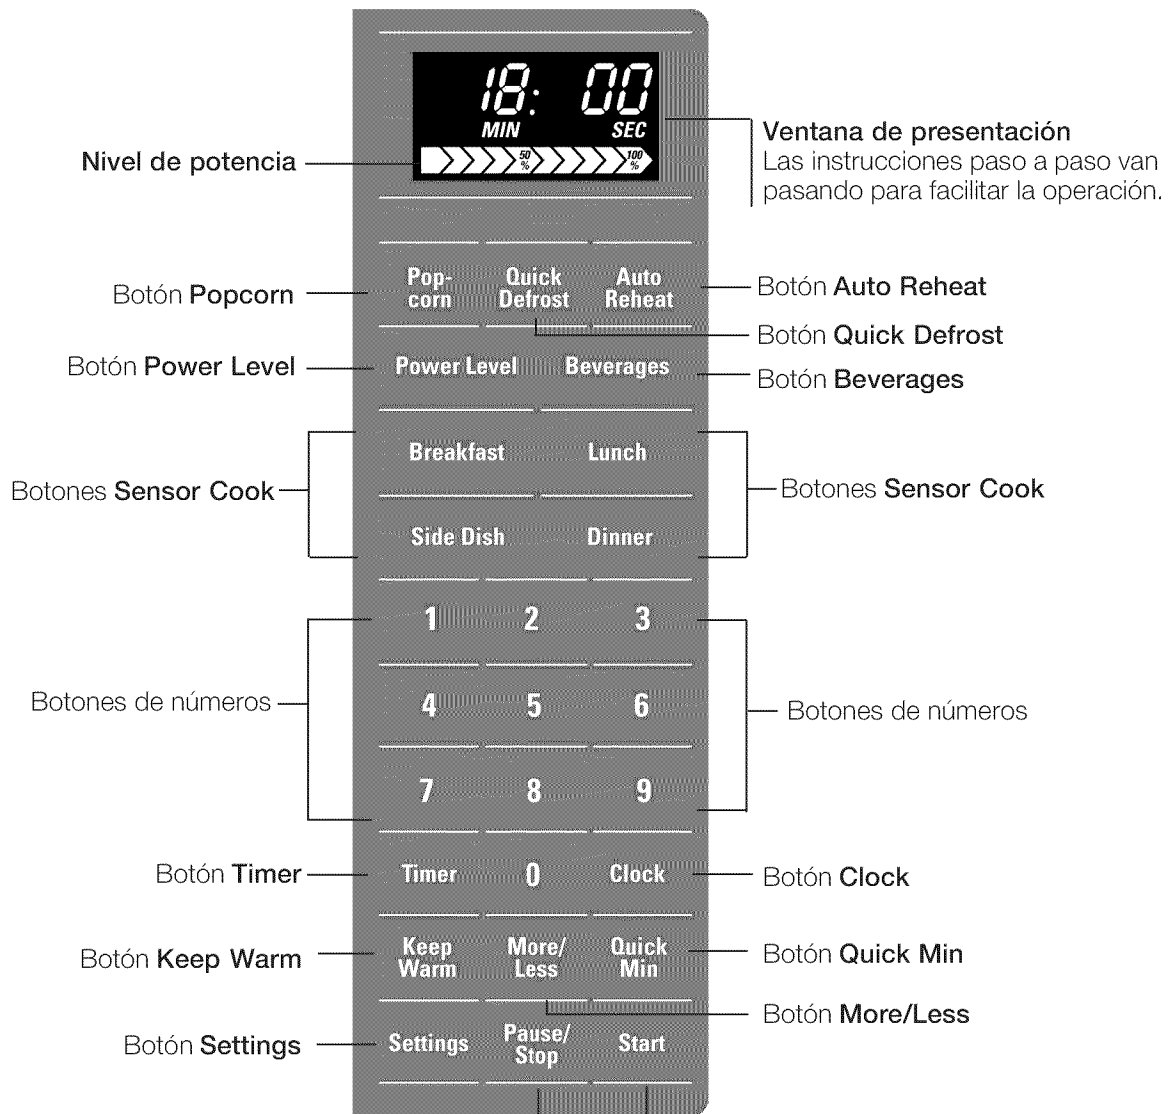 18: 00
MIN SEC
50 % 100 %
Nivel de potencia
Ventana de presentación
Las instrucciones paso a paso van
pasando para facilitar la operación.
Pop-
corn
Quick
Defrost
Auto
Reheat
Botón Popcorn
Botón Auto Reheat
Botón Quick Defrost
Botón Power Level
Power Level
Beverages
Botón Beverages
Breakfast
Lunch
Botones Sensor Cook
Botones Sensor Cook
Side Dish
Dinner
1 2 3
Botones de números
4 5 6
Botones de números
7 8 9
Botón Timer
Timer
0
Clock
Botón Clock
Botón Keep Warm
Keep
Warm
More/
Less
Quick
Min
Botón Quick Min
Botón More/Less
Botón Settings
Settings
Pause/
Stop
Start